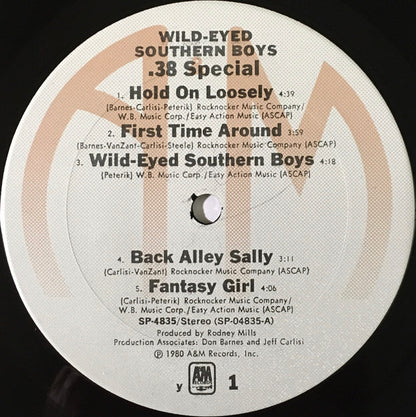 WILD-EYED
SOUTHERN BOYS
.38 Special
1. Hold On Loosely 4:39
(Barnes-Carlisi-Peterik) Rocknocker Music Company/
W.B. Music Corp./Easy Action Music (ASCAP)
2. First Time Around 3:59
(Barnes-VanZant-Carlisi-Steele) Rocknocker Music Company (ASCAP)
3. Wild-Eyed Southern Boys 4:18
(Peterik) W.B. Music Corp./Easy Action Music (ASCAP)
4. Back Alley Sally 3:11
(Carlisi-VanZant) Rocknocker Music Company (ASCAP)
5. Fantasy Girl 4:06
(Carlisi-Peterik) Rocknocker Music Company/
W.B. Music Corp./Easy Action Music (ASCAP)
SP-4835/Stereo (SP-04835-A)
Produced by Rodney Mills
Production Associates: Don Barnes and Jeff Carlisi
℗ 1980 A&M Records, Inc.
y A&M RECORDS 1